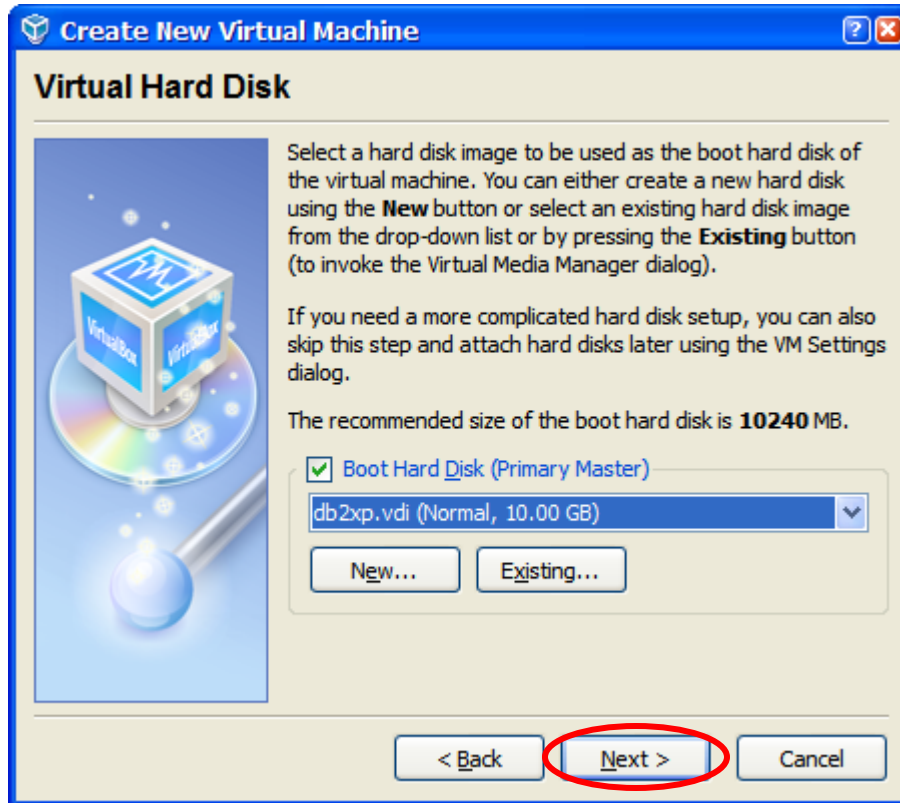 Create New Virtual Machine
Virtual Hard Disk
Select a hard disk image to be used as the boot hard disk of
the virtual machine. You can either create a new hard disk
using the New button or select an existing hard disk image
from the drop-down list or by pressing the Existing button
(to invoke the Virtual Media Manager dialog).
If you need a more complicated hard disk setup, you can also
skip this step and attach hard disks later using the VM Settings
dialog.
The recommended size of the boot hard disk is 10240 MB.
Boot Hard Disk (Primary Master)
db2xp.vdi (Normal, 10.00 GB)
New...
Existing...
VirtualBox
VirtualBox
< Back
Next >
Cancel